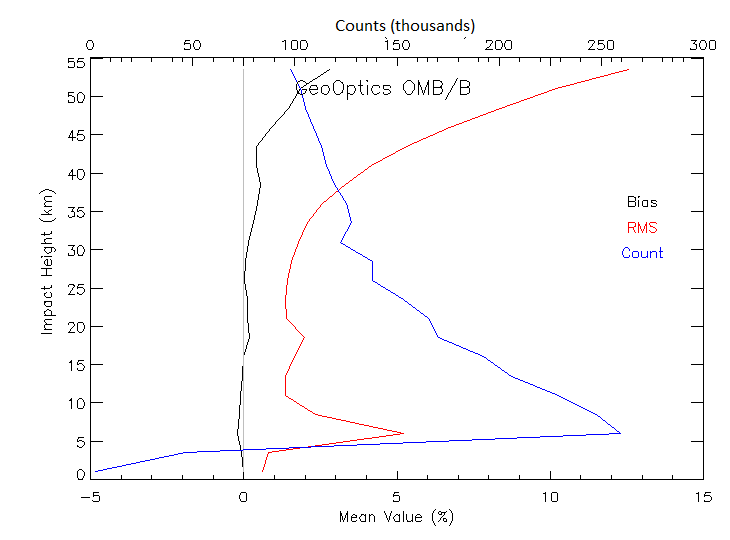 Counts (thousands)
0 50 100 150 200 250 300
55
GeoOptics OMB/B
50
45
40
35
30
25
20
15
10
5
0
Impact Height (km)
Bias
RMS
Count
-5 0 5 10 15
Mean Value (%)